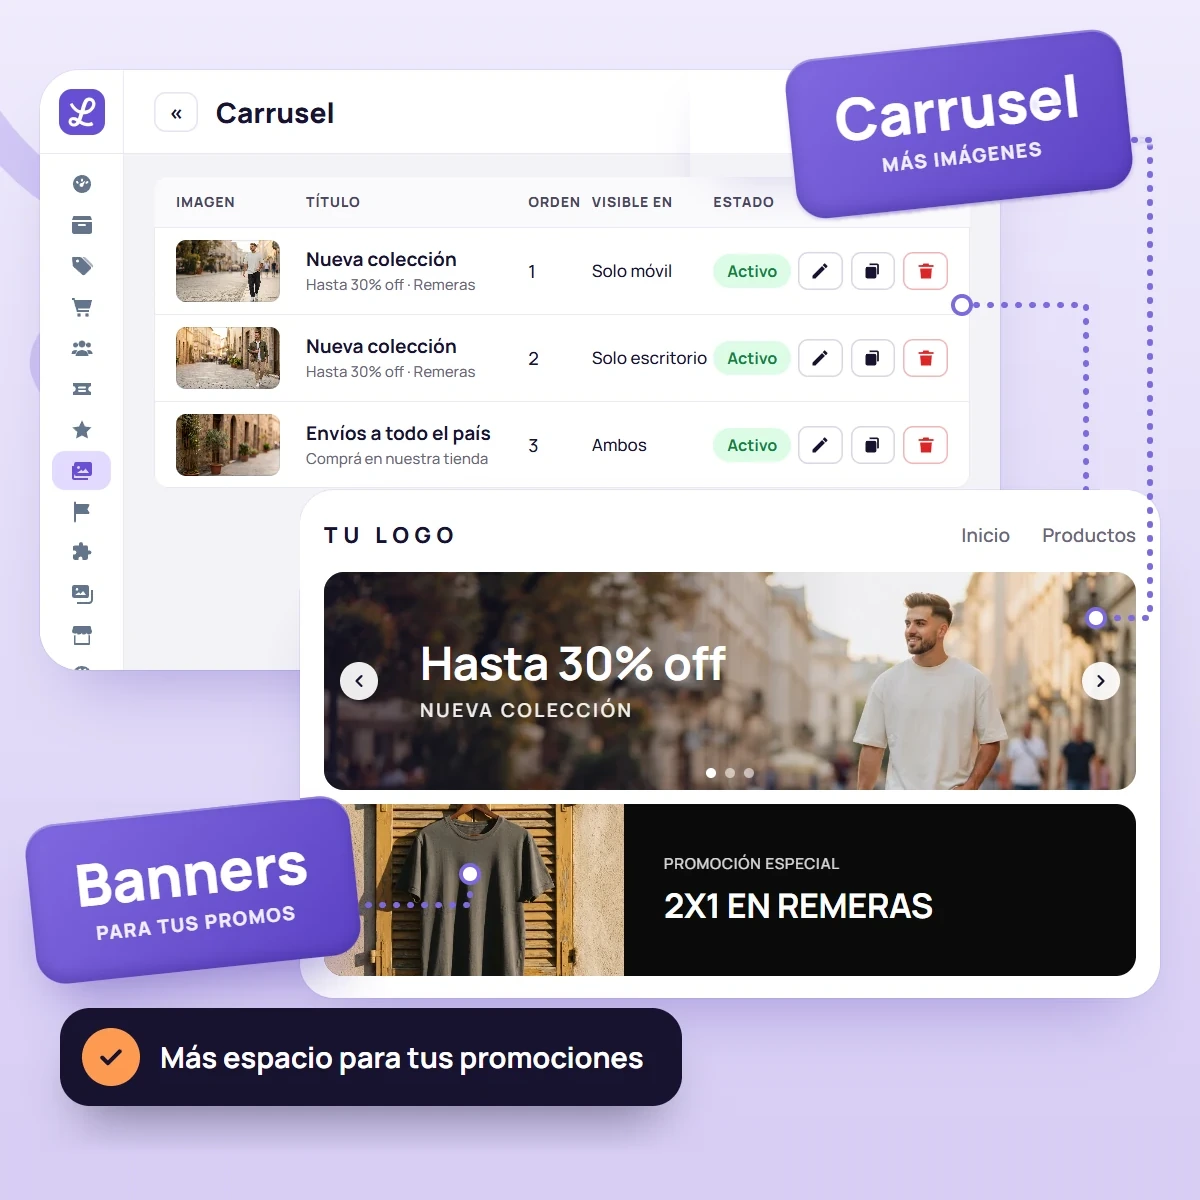 Carrusel
Carrusel
MÁS IMÁGENES
IMAGEN TÍTULO ORDEN VISIBLE EN ESTADO
Nueva colección 1 Solo móvil Activo
Hasta 30% off · Remeras
Nueva colección 2 Solo escritorio Activo
Hasta 30% off · Remeras
Envíos a todo el país 3 Ambos Activo
Comprá en nuestra tienda
TU LOGO Inicio Productos
Hasta 30% off
NUEVA COLECCIÓN
Banners
PARA TUS PROMOS
PROMOCIÓN ESPECIAL
2X1 EN REMERAS
Más espacio para tus promociones